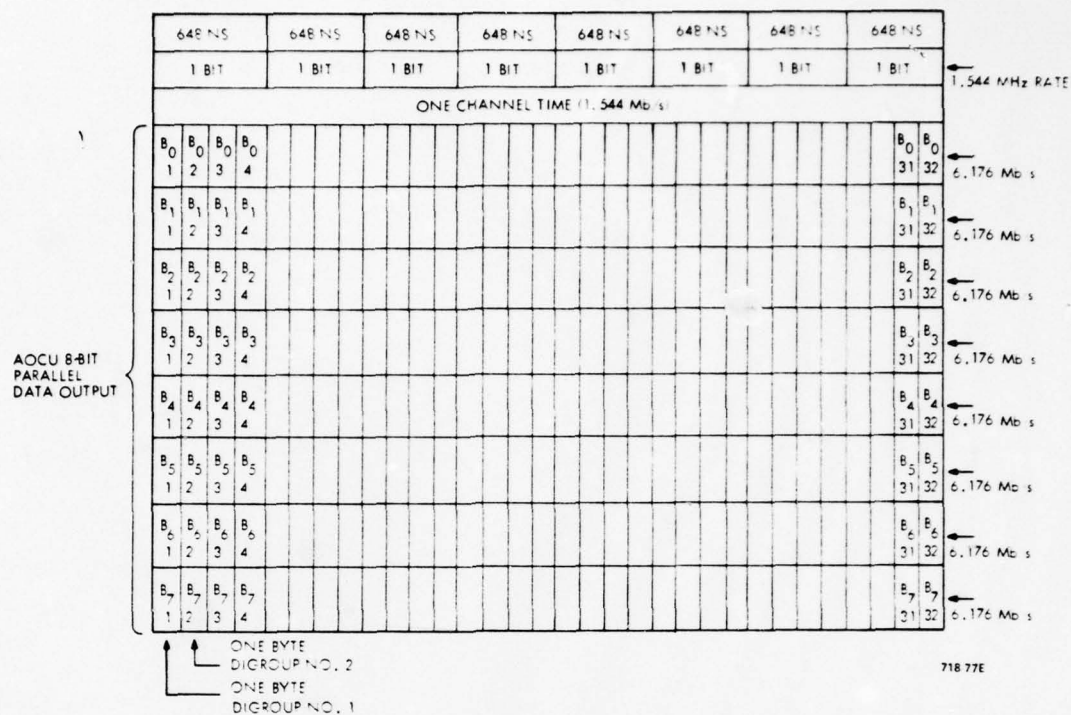 648 NS 648 NS 648 NS 648 NS 648 NS 648 NS 648 NS 648 NS
1 BIT 1 BIT 1 BIT 1 BIT 1 BIT 1 BIT 1 BIT 1 BIT
1.544 MHz RATE
ONE CHANNEL TIME (1.544 Mb/s)
B0 B0 B0 B0 B0 B0
1 2 3 4 31 32
6.176 Mb s
B1 B1 B1 B1 B1 B1
1 2 3 4 31 32
6.176 Mb s
B2 B2 B2 B2 B2 B2
1 2 3 4 31 32
6.176 Mb s
B3 B3 B3 B3 B3 B3
1 2 3 4 31 32
6.176 Mb s
AOCU 8-BIT
PARALLEL
DATA OUTPUT
B4 B4 B4 B4 B4 B4
1 2 3 4 31 32
6.176 Mb s
B5 B5 B5 B5 B5 B5
1 2 3 4 31 32
6.176 Mb s
B6 B6 B6 B6 B6 B6
1 2 3 4 31 32
6.176 Mb s
B7 B7 B7 B7 B7 B7
1 2 3 4 31 32
6.176 Mb s
ONE BYTE
DIGROUP NO. 2
ONE BYTE
DIGROUP NO. 1
718 77E